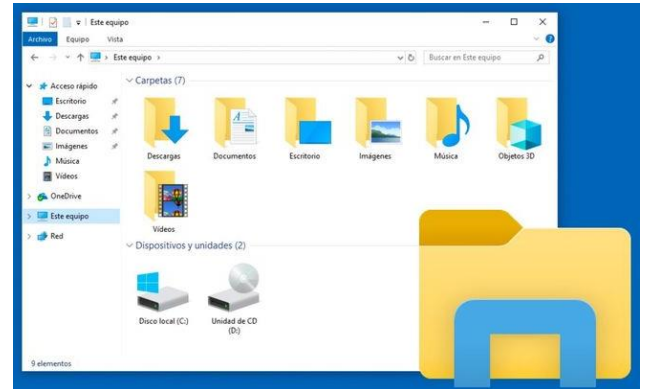 Este equipo
Archivo Equipo Vista
Este equipo
Buscar en Este equipo
Acceso rápido
Escritorio
Descargas
Documentos
Imágenes
Música
Vídeos
OneDrive
Este equipo
Red
Carpetas (7)
Descargas Documentos Escritorio Imágenes Música Objetos 3D
Vídeos
Dispositivos y unidades (2)
Disco local (C:) Unidad de CD
(D:)
9 elementos